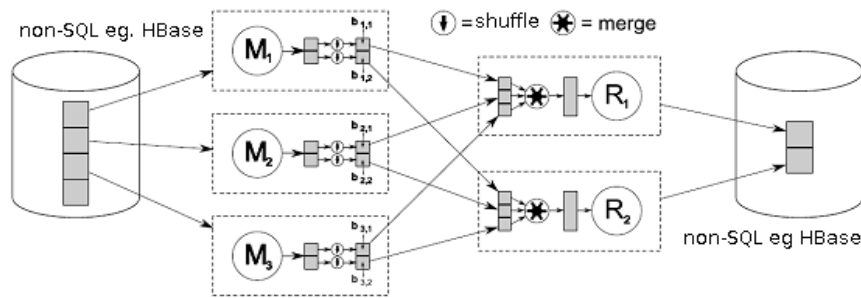 non-SQL eg. HBase
=shuffle
=merge
M1
b1,1
b1,2
M2
b2,1
b2,2
M3
b3,1
b3,2
R1
R2
non-SQL eg HBase